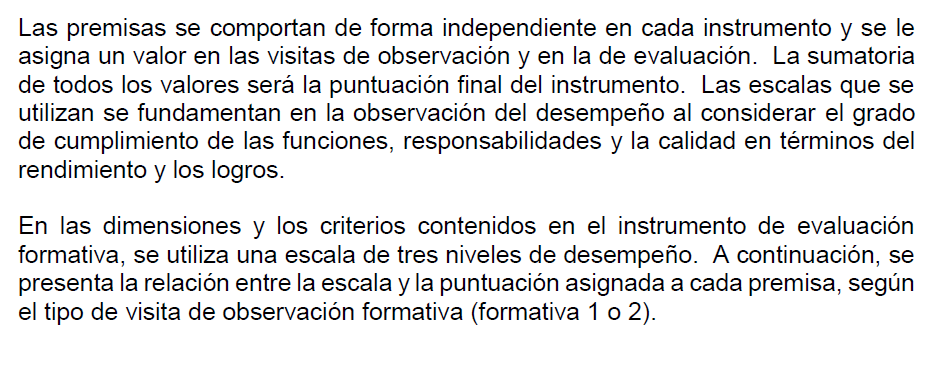 Las premisas se comportan de forma independiente en cada instrumento y se le
asigna un valor en las visitas de observación y en la de evaluación.  La sumatoria
de todos los valores será la puntuación final del instrumento.  Las escalas que se
utilizan se fundamentan en la observación del desempeño al considerar el grado
de cumplimiento de las funciones, responsabilidades y la calidad en términos del
rendimiento y los logros.
En las dimensiones y los criterios contenidos en el instrumento de evaluación
formativa, se utiliza una escala de tres niveles de desempeño.  A continuación, se
presenta la relación entre la escala y la puntuación asignada a cada premisa, según
el tipo de visita de observación formativa (formativa 1 o 2).